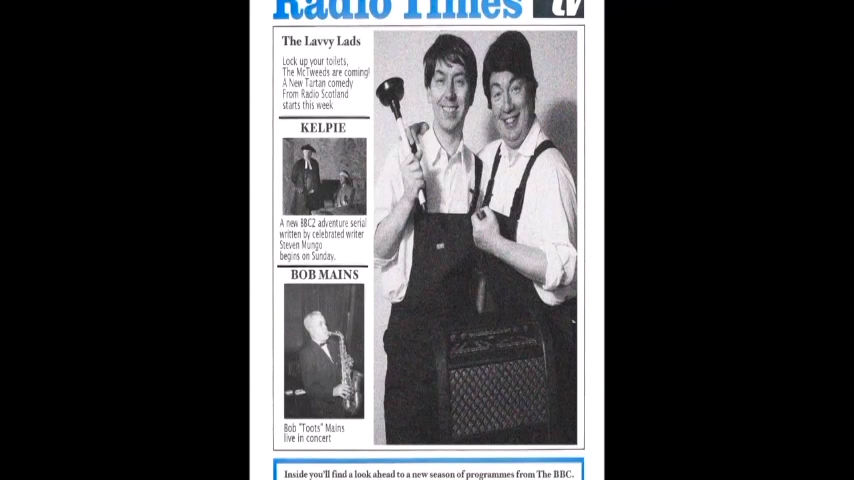 Radio Times
tv
The Lavvy Lads
Lock up your toilets,
The McTweeds are coming!
A New Tartan comedy
From Radio Scotland
starts this week
KELPIE
A new BBC2 adventure serial
written by celebrated writer
Steven Mungo
begins on Sunday.
BOB MAINS
Bob "Toots" Mains
live in concert
Inside you'll find a look ahead to a new season of programmes from The BBC.